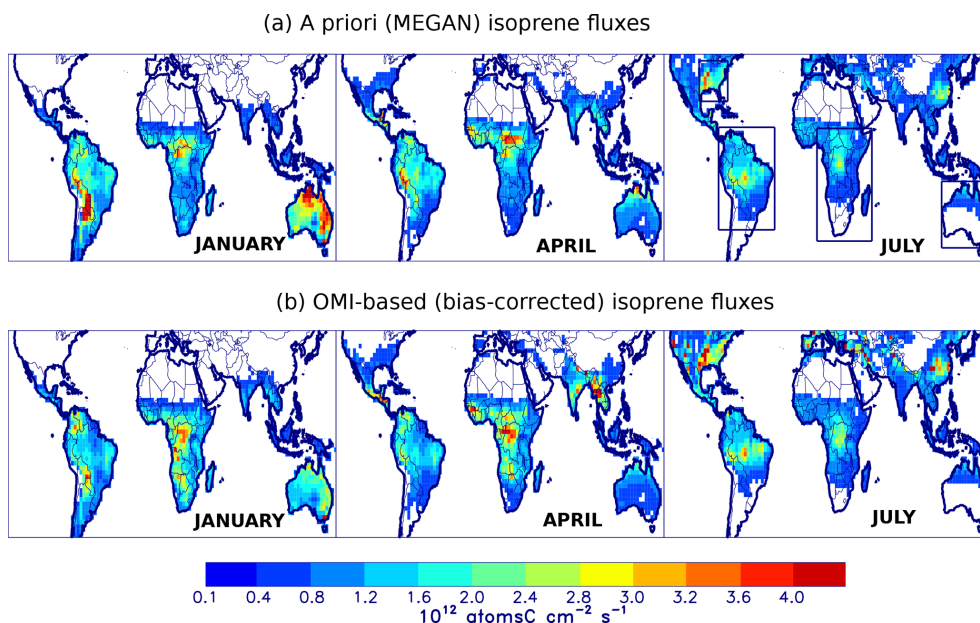 (a) A priori (MEGAN) isoprene fluxes
JANUARY
APRIL
JULY
(b) OMI-based (bias-corrected) isoprene fluxes
JANUARY
APRIL
JULY
0.1 0.4 0.8 1.2 1.6 2.0 2.4 2.8 3.0 3.2 3.6 4.0
10¹² atomsC cm⁻² s⁻¹